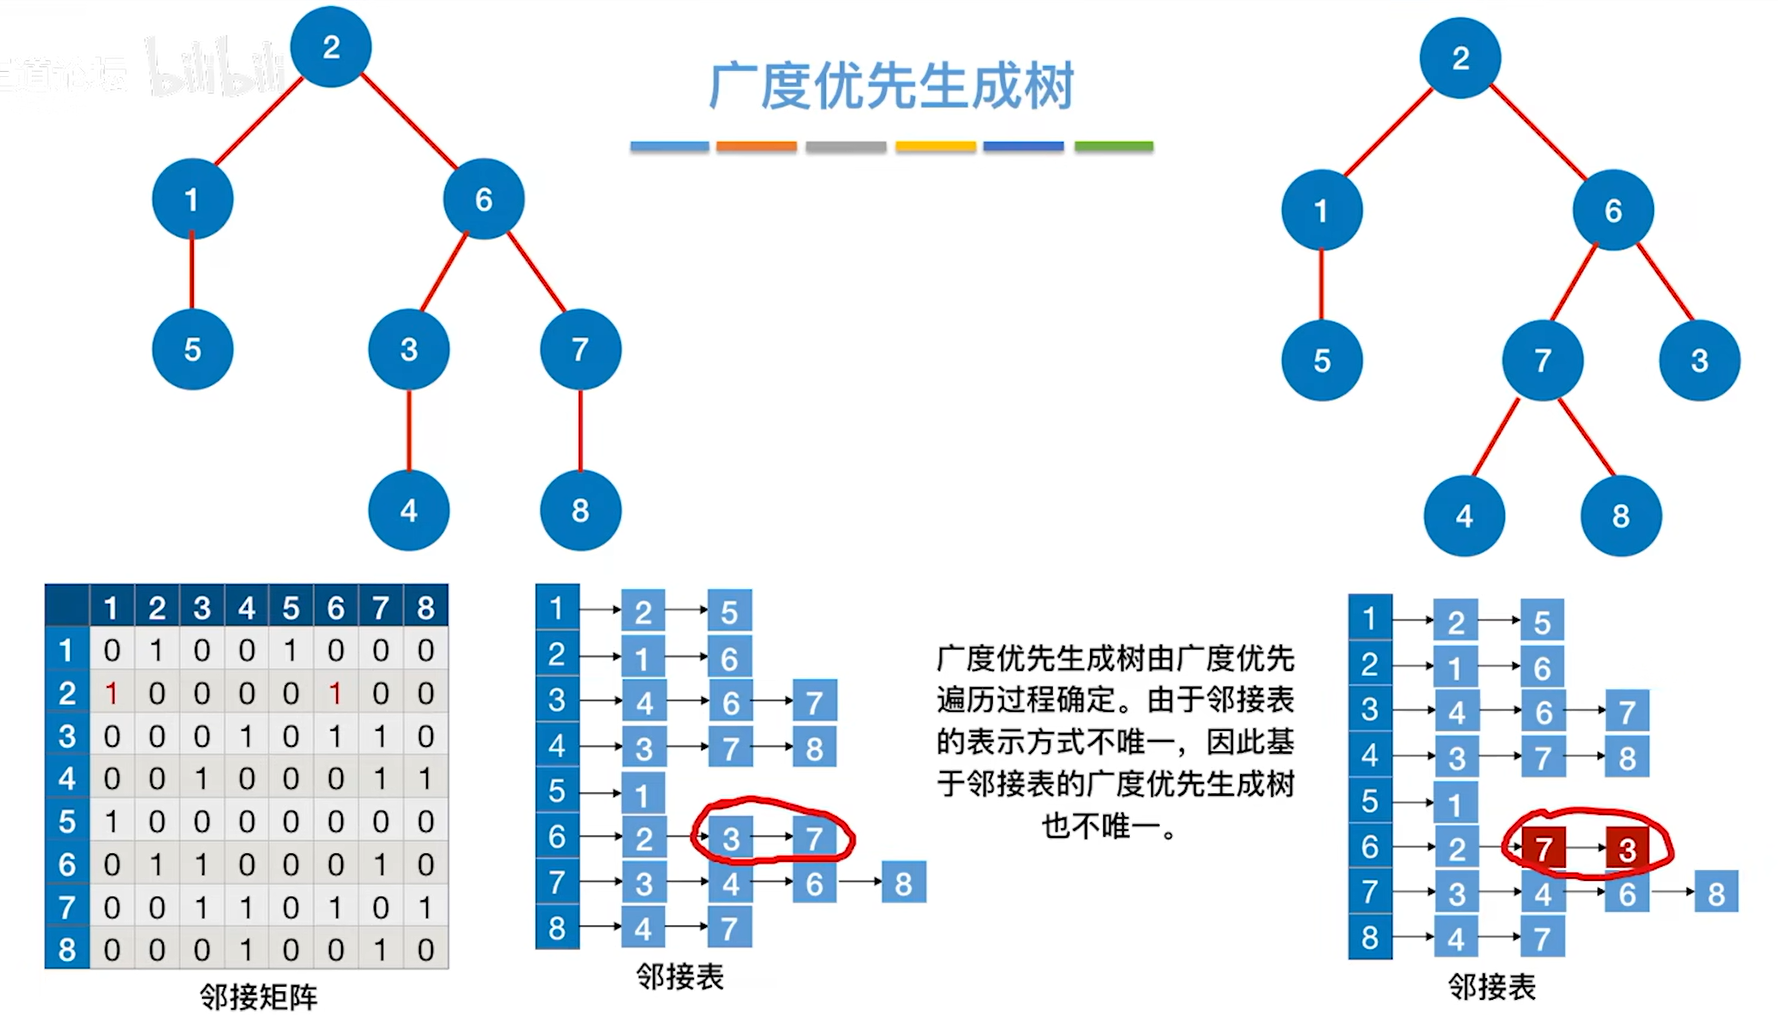 王道论坛 bilibili
广度优先生成树
2
1 6
5 3 7
4 8
2
1 6
5 7 3
4 8
1 2 3 4 5 6 7 8
1 0 1 0 0 1 0 0 0
2 1 0 0 0 0 1 0 0
3 0 0 0 1 0 1 1 0
4 0 0 1 0 0 0 1 1
5 1 0 0 0 0 0 0 0
6 0 1 1 0 0 0 1 0
7 0 0 1 1 0 1 0 1
8 0 0 0 1 0 0 1 0
邻接矩阵
1 2 5
2 1 6
3 4 6 7
4 3 7 8
5 1
6 2 3 7
7 3 4 6 8
8 4 7
邻接表
广度优先生成树由广度优先
遍历过程确定。由于邻接表
的表示方式不唯一，因此基
于邻接表的广度优先生成树
也不唯一。
1 2 5
2 1 6
3 4 6 7
4 3 7 8
5 1
6 2 7 3
7 3 4 6 8
8 4 7
邻接表